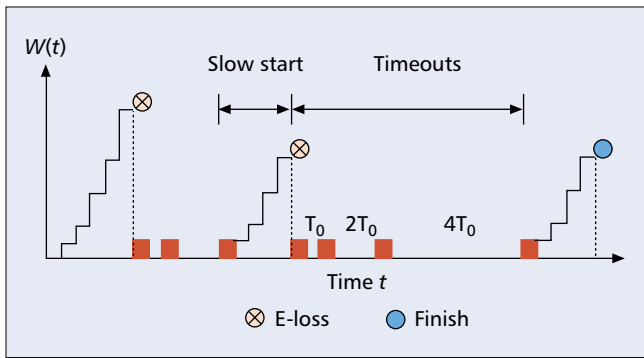 W(t)
Slow start
Timeouts
T₀
2T₀
4T₀
Time t
E-loss
Finish